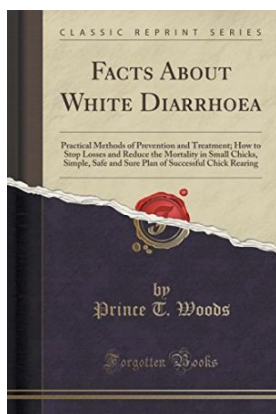 CLASSIC REPRINT SERIES
FACTS ABOUT
WHITE DIARRHOEA
Practical Methods of Prevention and Treatment; How to
Stop Losses and Reduce the Mortality in Small Chicks,
Simple, Safe and Sure Plan of Successful Chick Rearing
by
Prince T. Woods
Forgotten Books